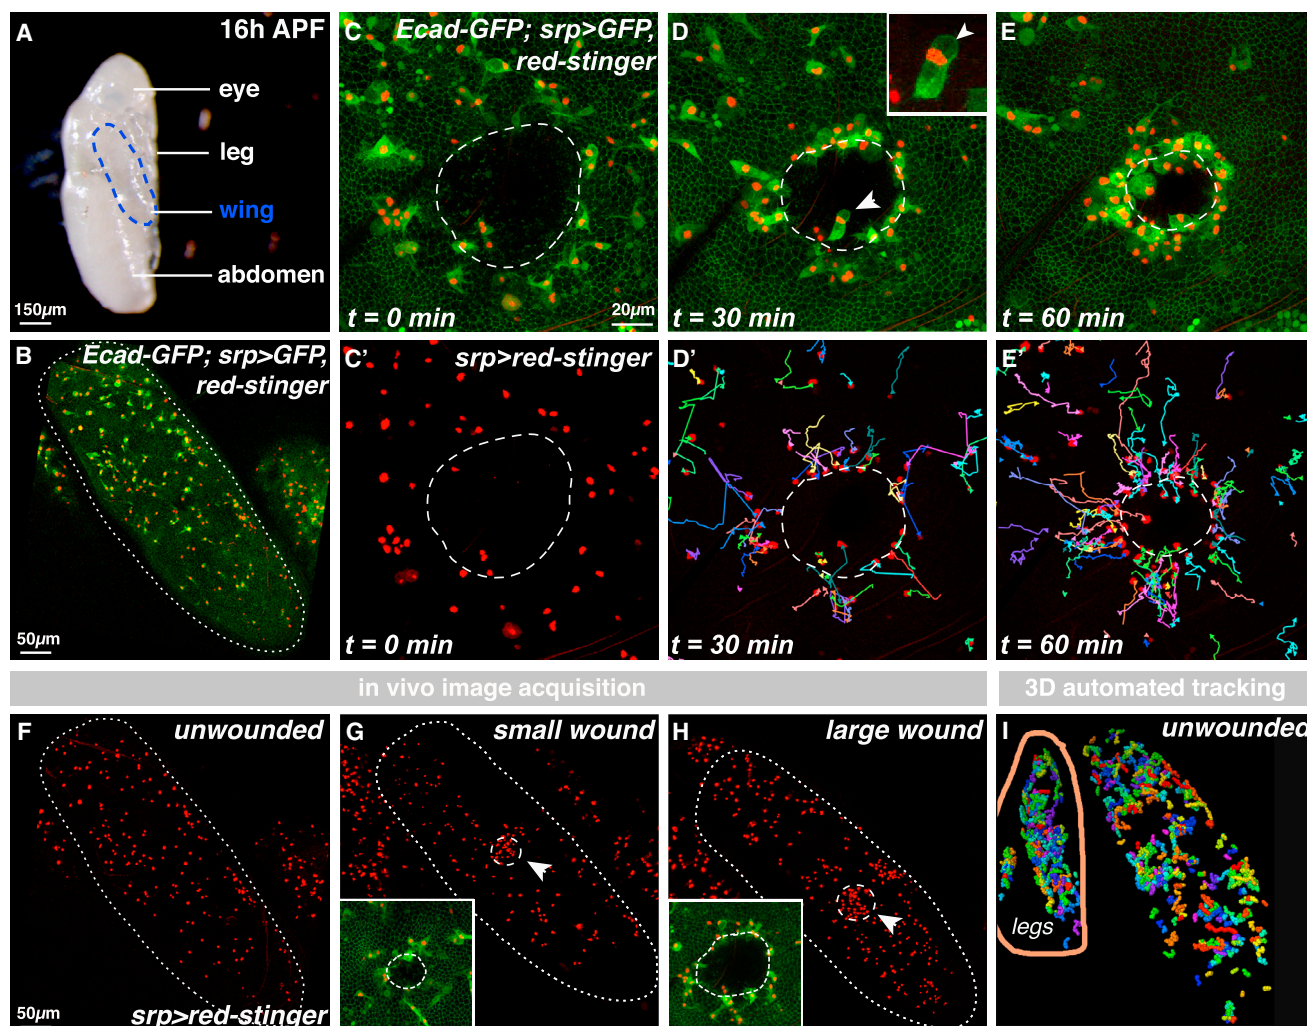 A
16h APF
eye
leg
wing
abdomen
150µm
C
Ecad-GFP; srp>GFP,
red-stinger
t = 0 min
20µm
D
t = 30 min
E
t = 60 min
B
Ecad-GFP; srp>GFP,
red-stinger
50µm
C’
srp>red-stinger
t = 0 min
D’
t = 30 min
E’
t = 60 min
in vivo image acquisition
3D automated tracking
F
unwounded
50µm
srp>red-stinger
G
small wound
H
large wound
I
unwounded
legs